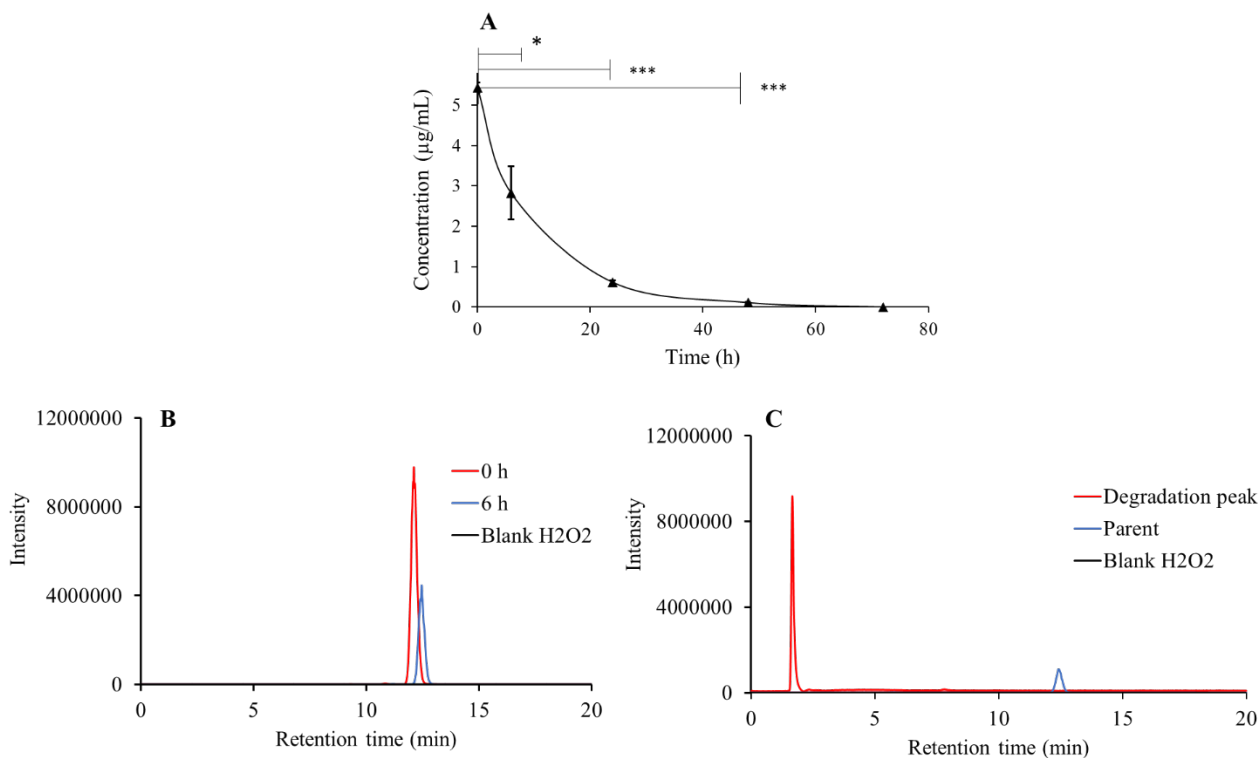 A
*
***
***
Concentration (µg/mL)
5
4
3
2
1
0
0 20 40 60 80
Time (h)
B
12000000
8000000
4000000
0
Intensity
0 h
6 h
Blank H2O2
0 5 10 15 20
Retention time (min)
C
12000000
8000000
4000000
0
Intensity
Degradation peak
Parent
Blank H2O2
0 5 10 15 20
Retention time (min)